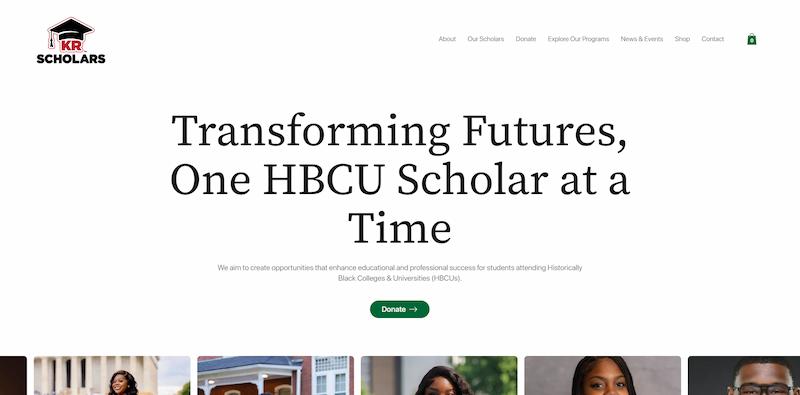 KR
SCHOLARS
About Our Scholars Donate Explore Our Programs News & Events Shop Contact 0
Transforming Futures,
One HBCU Scholar at a
Time
We aim to create opportunities that enhance educational and professional success for students attending Historically
Black Colleges & Universities (HBCUs).
Donate →